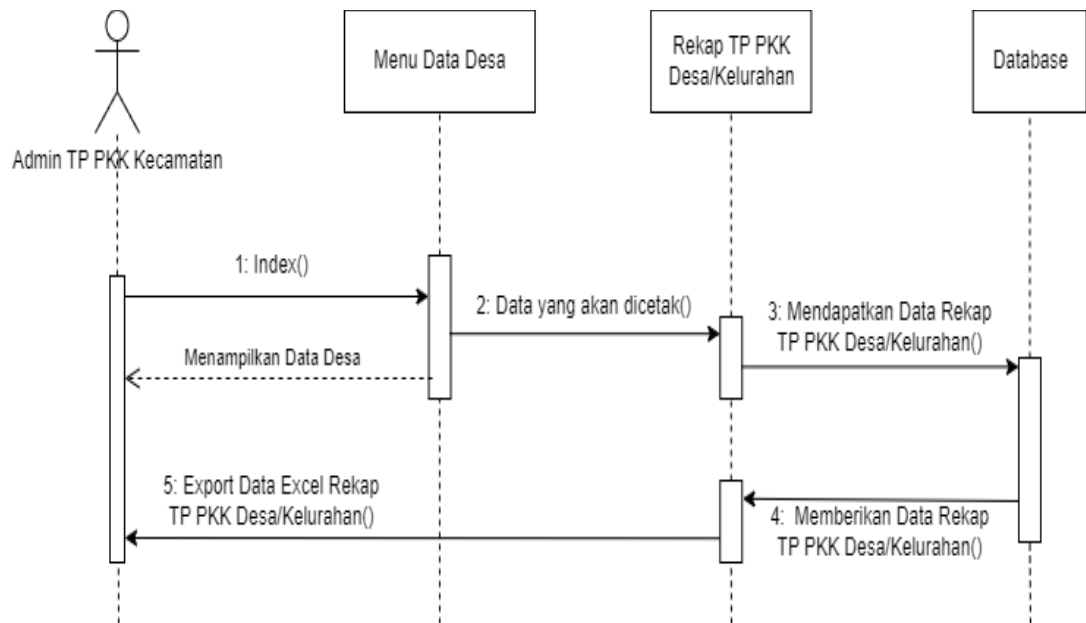 Menu Data Desa
Rekap TP PKK
Desa/Kelurahan
Database
Admin TP PKK Kecamatan
1: Index()
2: Data yang akan dicetak()
3: Mendapatkan Data Rekap
TP PKK Desa/Kelurahan()
Menampilkan Data Desa
5: Export Data Excel Rekap
TP PKK Desa/Kelurahan()
4: Memberikan Data Rekap
TP PKK Desa/Kelurahan()